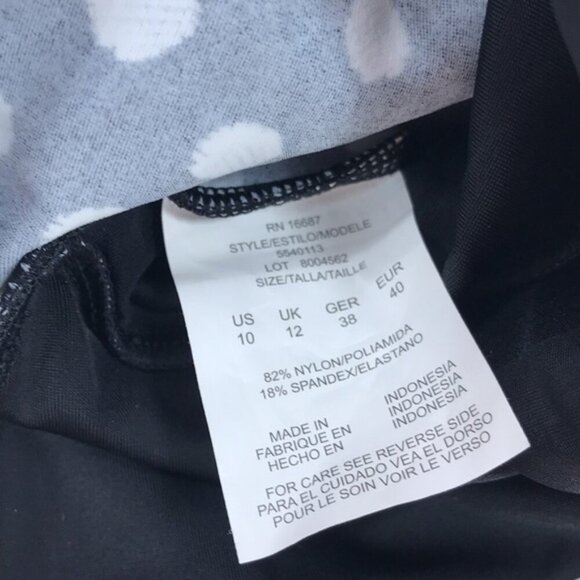 RN 16687
STYLE/ESTILO/MODELE
5540113
LOT 8004562
SIZE/TALLA/TAILLE
US UK GER EUR
10 12 38 40
82% NYLON/POLIAMIDA
18% SPANDEX/ELASTANO
MADE IN INDONESIA
FABRIQUE EN INDONESIA
HECHO EN INDONESIA
FOR CARE SEE REVERSE SIDE
PARA EL CUIDADO VEA EL DORSO
POUR LE SOIN VOIR LE VERSO